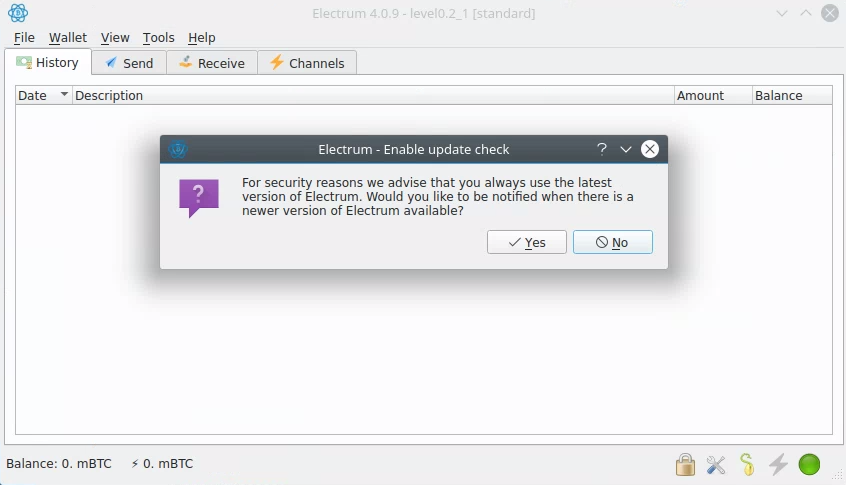 Electrum 4.0.9 - level0.2_1 [standard]
File Wallet View Tools Help
History Send Receive Channels
Date Description Amount Balance
Electrum - Enable update check
For security reasons we advise that you always use the latest
version of Electrum. Would you like to be notified when there is a
newer version of Electrum available?
Yes No
Balance: 0. mBTC ⚡ 0. mBTC